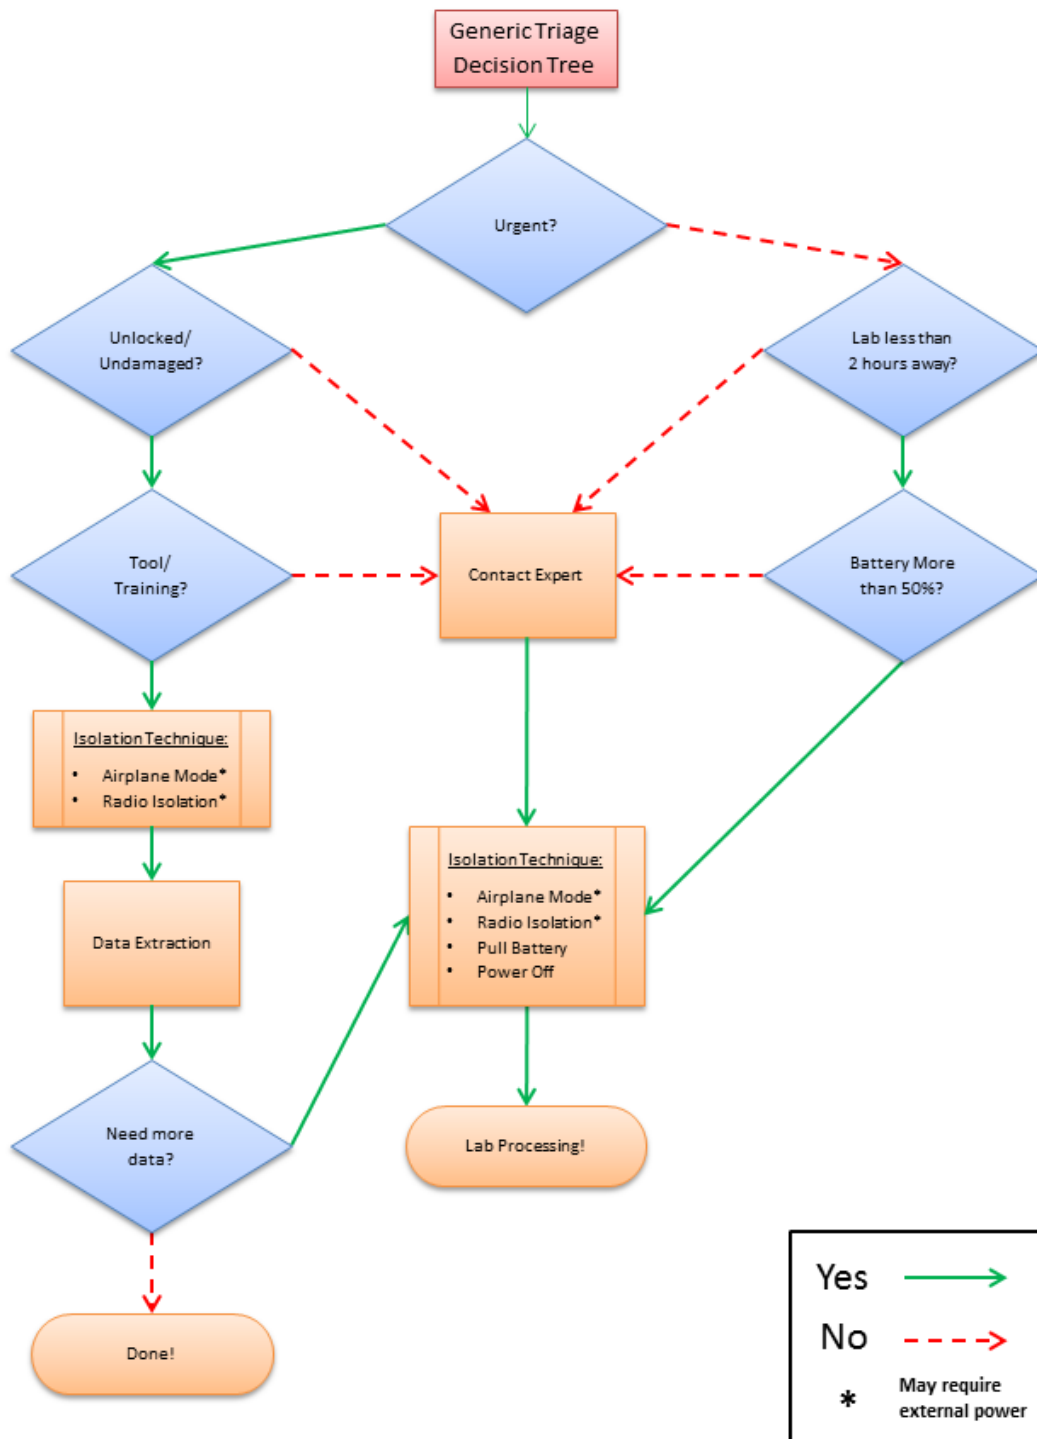 Generic Triage
Decision Tree
Urgent?
Unlocked/
Undamaged?
Lab less than
2 hours away?
Tool/
Training?
Contact Expert
Battery More
than 50%?
Isolation Technique:
• Airplane Mode*
• Radio Isolation*
Data Extraction
Isolation Technique:
• Airplane Mode*
• Radio Isolation*
• Pull Battery
• Power Off
Need more
data?
Lab Processing!
Done!
Yes
No
* May require
external power